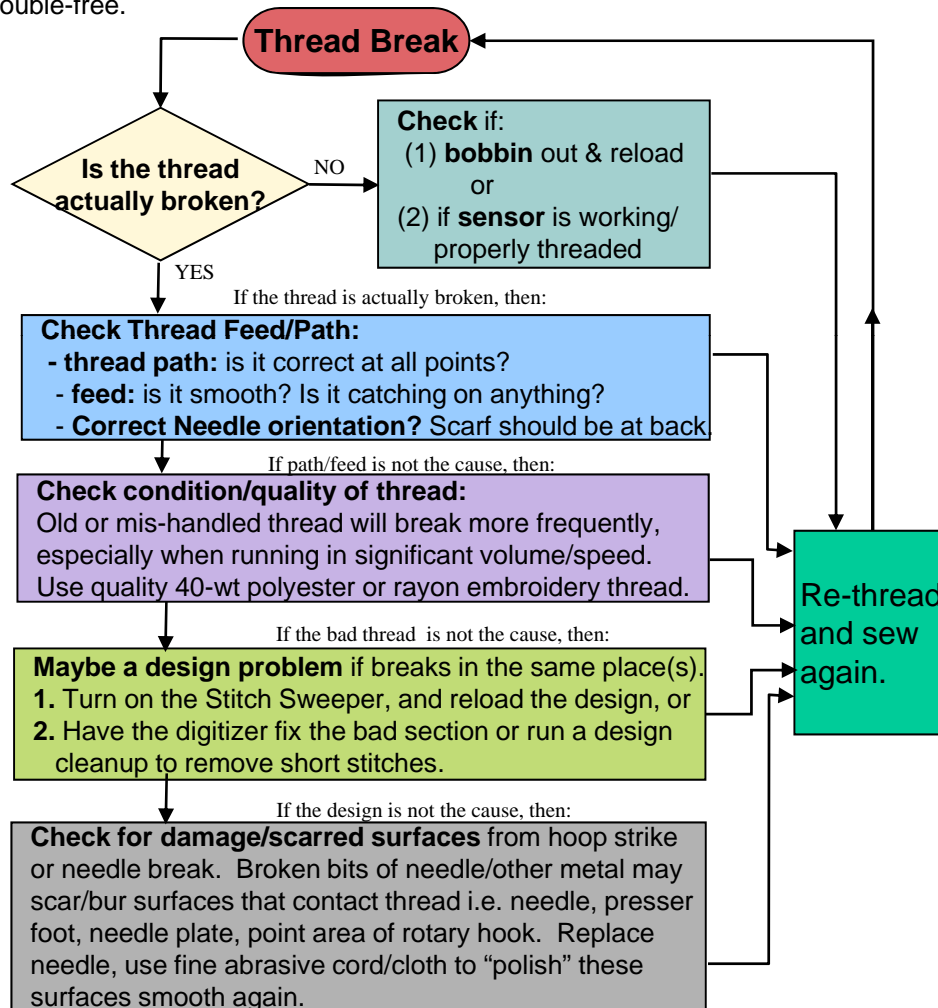 ouble-free.
Thread Break
Is the thread
actually broken?
NO
Check if:
(1) bobbin out & reload
or
(2) if sensor is working/
properly threaded
YES
If the thread is actually broken, then:
Check Thread Feed/Path:
- thread path: is it correct at all points?
- feed: is it smooth? Is it catching on anything?
- Correct Needle orientation? Scarf should be at back.
If path/feed is not the cause, then:
Check condition/quality of thread:
Old or mis-handled thread will break more frequently,
especially when running in significant volume/speed.
Use quality 40-wt polyester or rayon embroidery thread.
If the bad thread is not the cause, then:
Maybe a design problem if breaks in the same place(s).
1. Turn on the Stitch Sweeper, and reload the design, or
2. Have the digitizer fix the bad section or run a design
cleanup to remove short stitches.
If the design is not the cause, then:
Check for damage/scarred surfaces from hoop strike
or needle break. Broken bits of needle/other metal may
scar/bur surfaces that contact thread i.e. needle, presser
foot, needle plate, point area of rotary hook. Replace
needle, use fine abrasive cord/cloth to “polish” these
surfaces smooth again.
Re-thread
and sew
again.